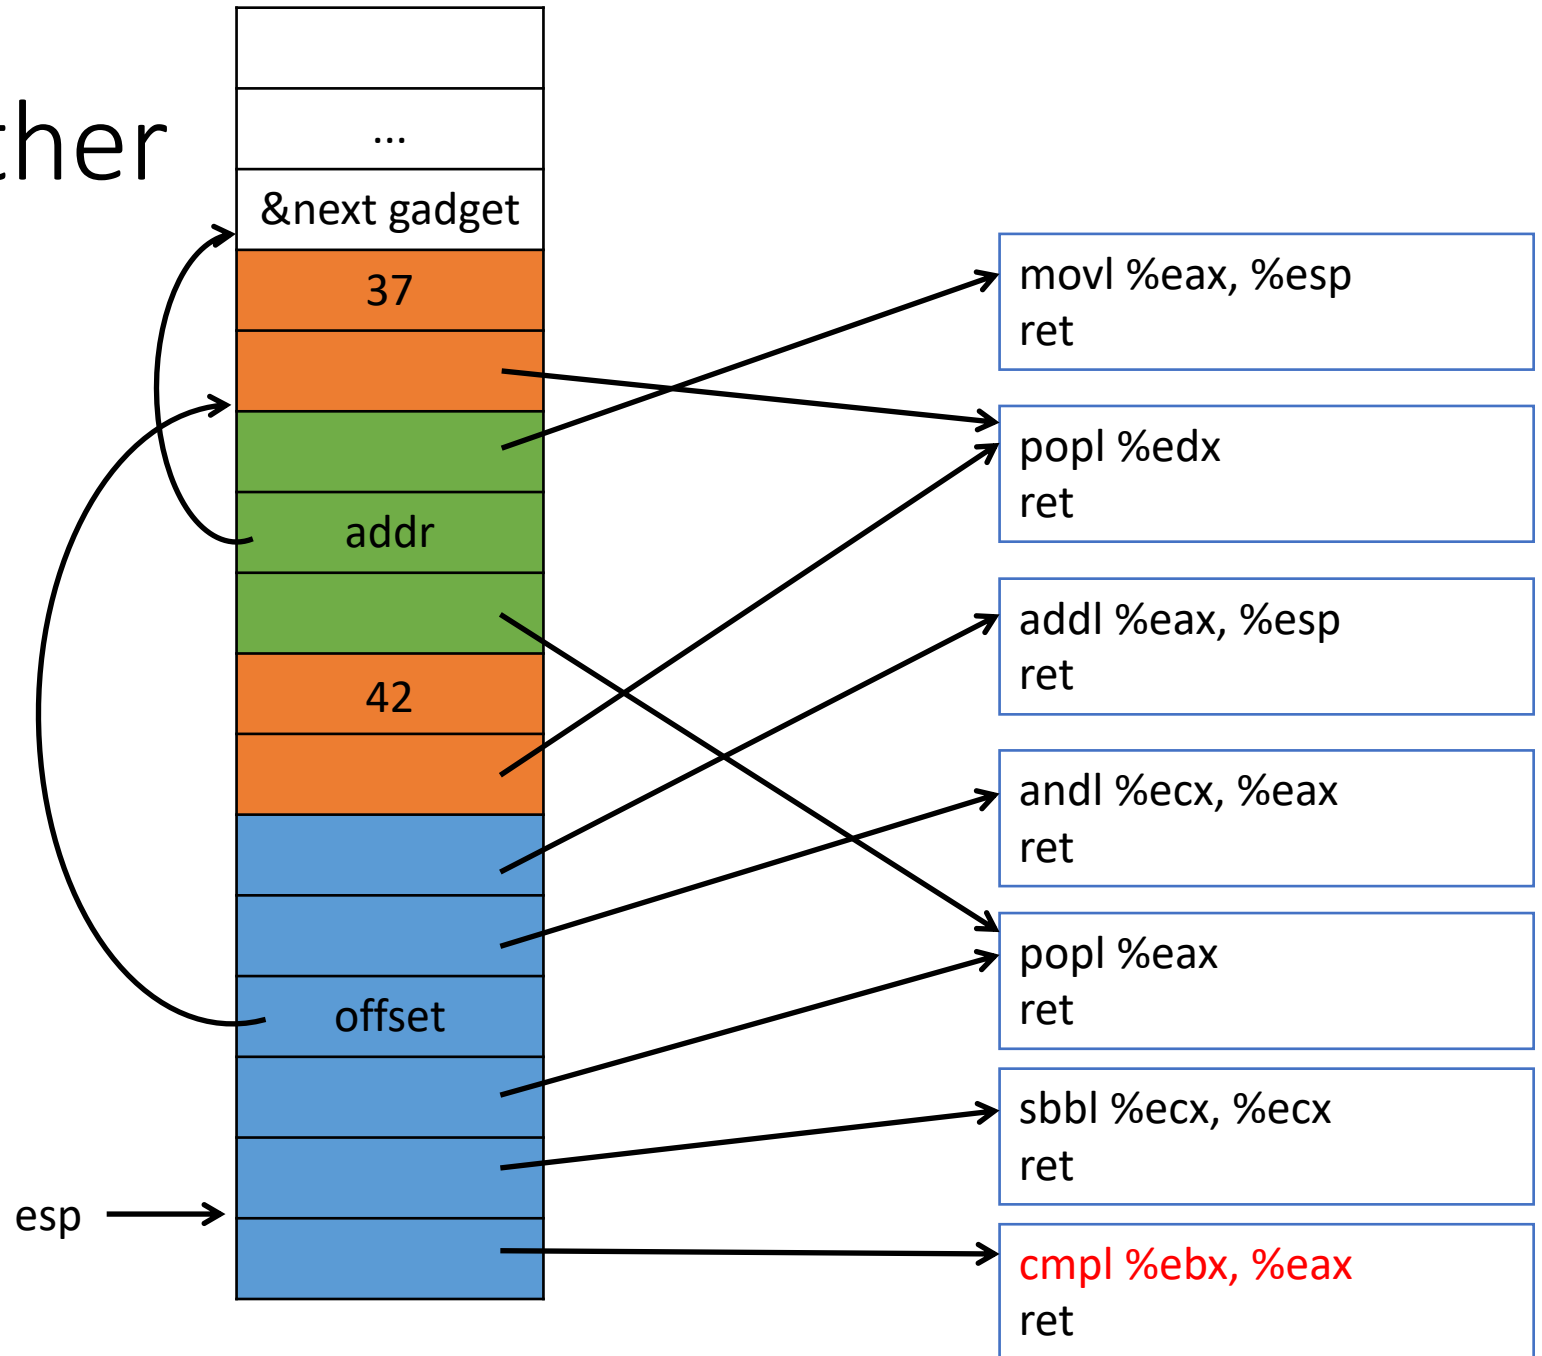 ther
...
&next gadget
37
addr
42
offset
esp
movl %eax, %esp
ret
popl %edx
ret
addl %eax, %esp
ret
andl %ecx, %eax
ret
popl %eax
ret
sbbl %ecx, %ecx
ret
cmpl %ebx, %eax
ret